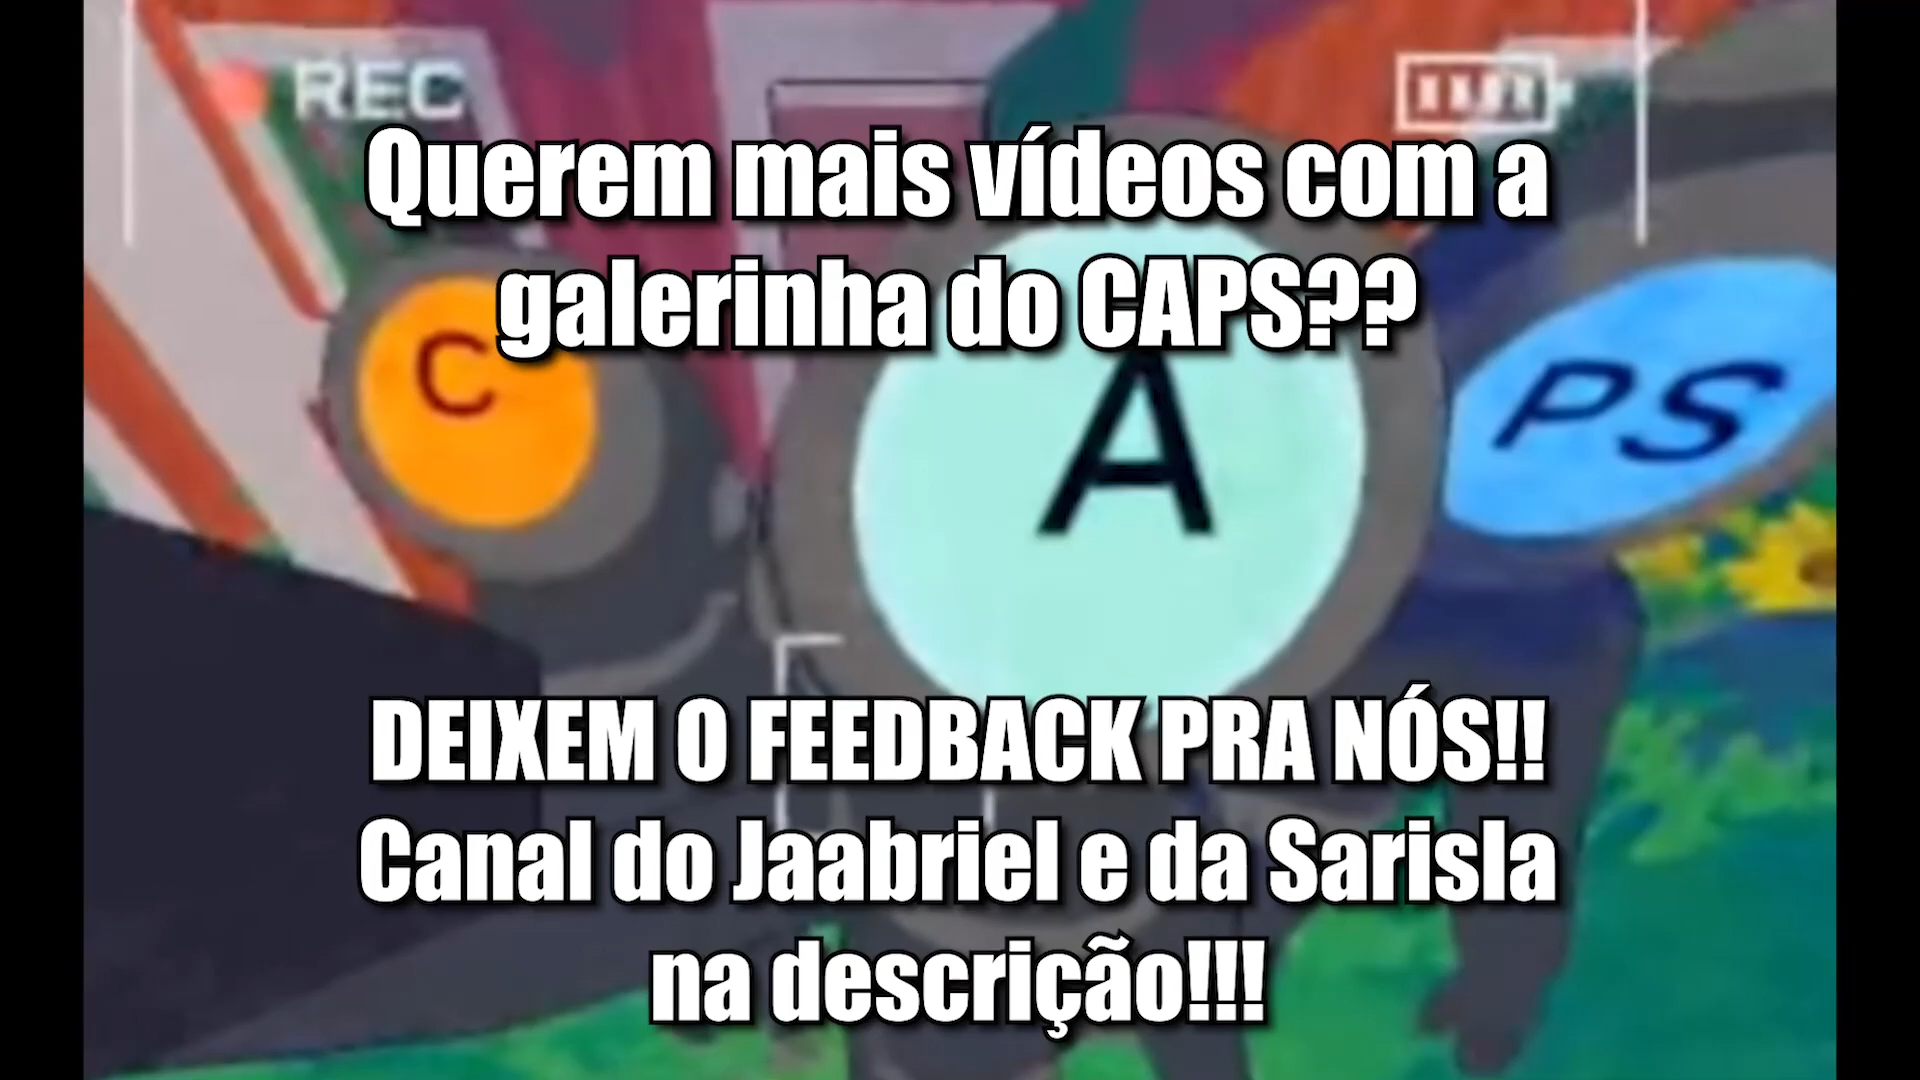 REC
Querem mais vídeos com a
galerinha do CAPS??
C
A
PS
DEIXEM O FEEDBACK PRA NÓS!!
Canal do Jaabriel e da Sarisla
na descrição!!!